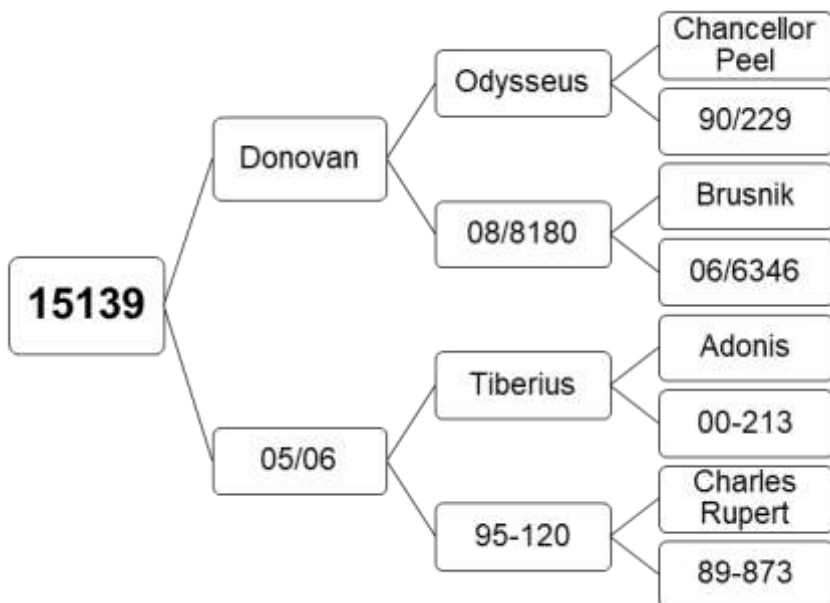 Chancellor
Peel
Odysseus
90/229
Donovan
Brusnik
08/8180
06/6346
15139
Adonis
Tiberius
00-213
05/06
Charles
Rupert
95-120
89-873